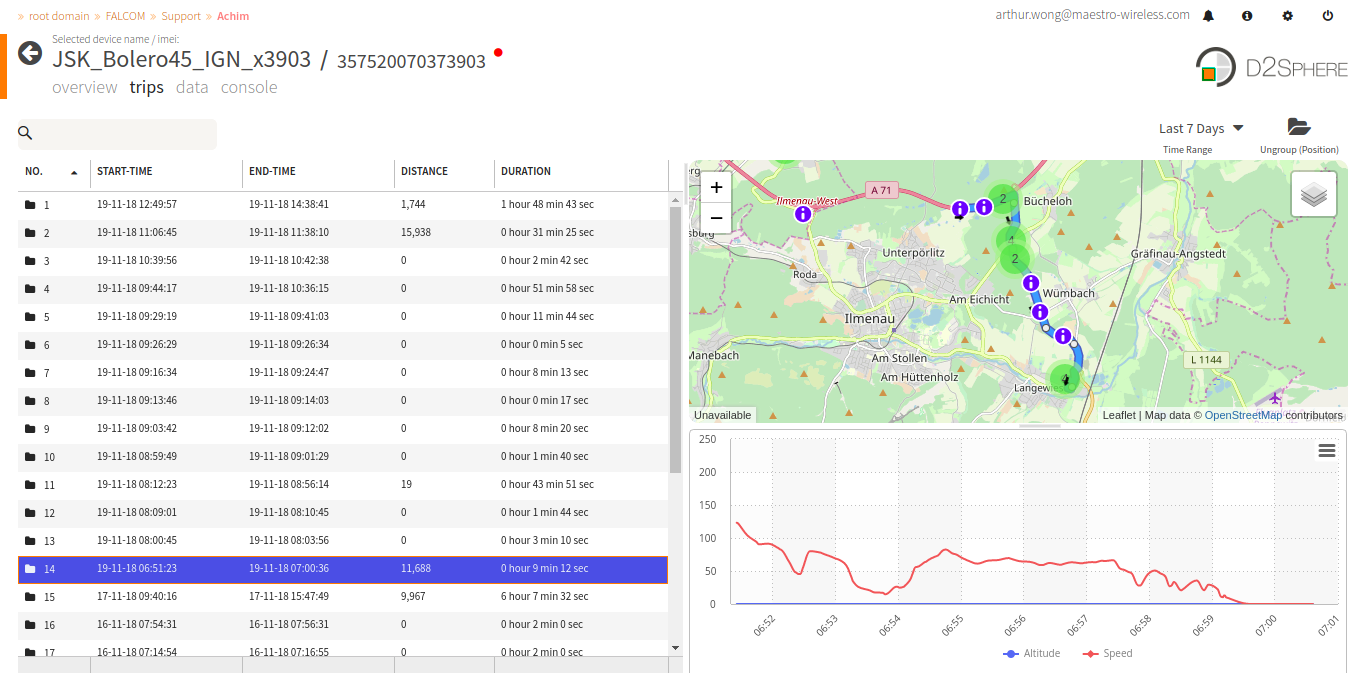 » root domain » FALCOM » Support » Achim
arthur.wong@maestro-wireless.com
Selected device name / imei:
JSK_Bolero45_IGN_x3903 / 357520070373903
overview trips data console
D2SPHERE
Last 7 Days
Time Range
Ungroup (Position)
NO. START-TIME END-TIME DISTANCE DURATION
1 19-11-18 12:49:57 19-11-18 14:38:41 1,744 1 hour 48 min 43 sec
2 19-11-18 11:06:45 19-11-18 11:38:10 15,938 0 hour 31 min 25 sec
3 19-11-18 10:39:56 19-11-18 10:42:38 0 0 hour 2 min 42 sec
4 19-11-18 09:44:17 19-11-18 10:36:15 0 0 hour 51 min 58 sec
5 19-11-18 09:29:19 19-11-18 09:41:03 0 0 hour 11 min 44 sec
6 19-11-18 09:26:29 19-11-18 09:26:34 0 0 hour 0 min 5 sec
7 19-11-18 09:16:34 19-11-18 09:24:47 0 0 hour 8 min 13 sec
8 19-11-18 09:13:46 19-11-18 09:14:03 0 0 hour 0 min 17 sec
9 19-11-18 09:03:42 19-11-18 09:12:02 0 0 hour 8 min 20 sec
10 19-11-18 08:59:49 19-11-18 09:01:29 0 0 hour 1 min 40 sec
11 19-11-18 08:12:23 19-11-18 08:56:14 19 0 hour 43 min 51 sec
12 19-11-18 08:09:01 19-11-18 08:10:45 0 0 hour 1 min 44 sec
13 19-11-18 08:00:45 19-11-18 08:03:56 0 0 hour 3 min 10 sec
14 19-11-18 06:51:23 19-11-18 07:00:36 11,688 0 hour 9 min 12 sec
15 17-11-18 09:40:16 17-11-18 15:47:49 9,967 6 hour 7 min 32 sec
16 16-11-18 07:54:31 16-11-18 07:56:31 0 0 hour 2 min 0 sec
17 16-11-18 07:14:54 16-11-18 07:16:55 0 0 hour 2 min 0 sec
+
−
A 71
Ilmenau-West
2
Bücheloh
4
2
Unterpörlitz
Gräfinau-Angstedt
Roda
Am Eichicht
Wümbach
Ilmenau
Manebach
Am Stollen
L 1144
Am Hüttenholz
Unavailable
Leaflet | Map data © OpenStreetMap contributors
250
200
150
100
50
0
06:52 06:53 06:54 06:55 06:56 06:57 06:58 06:59 07:00 07:01
Altitude Speed